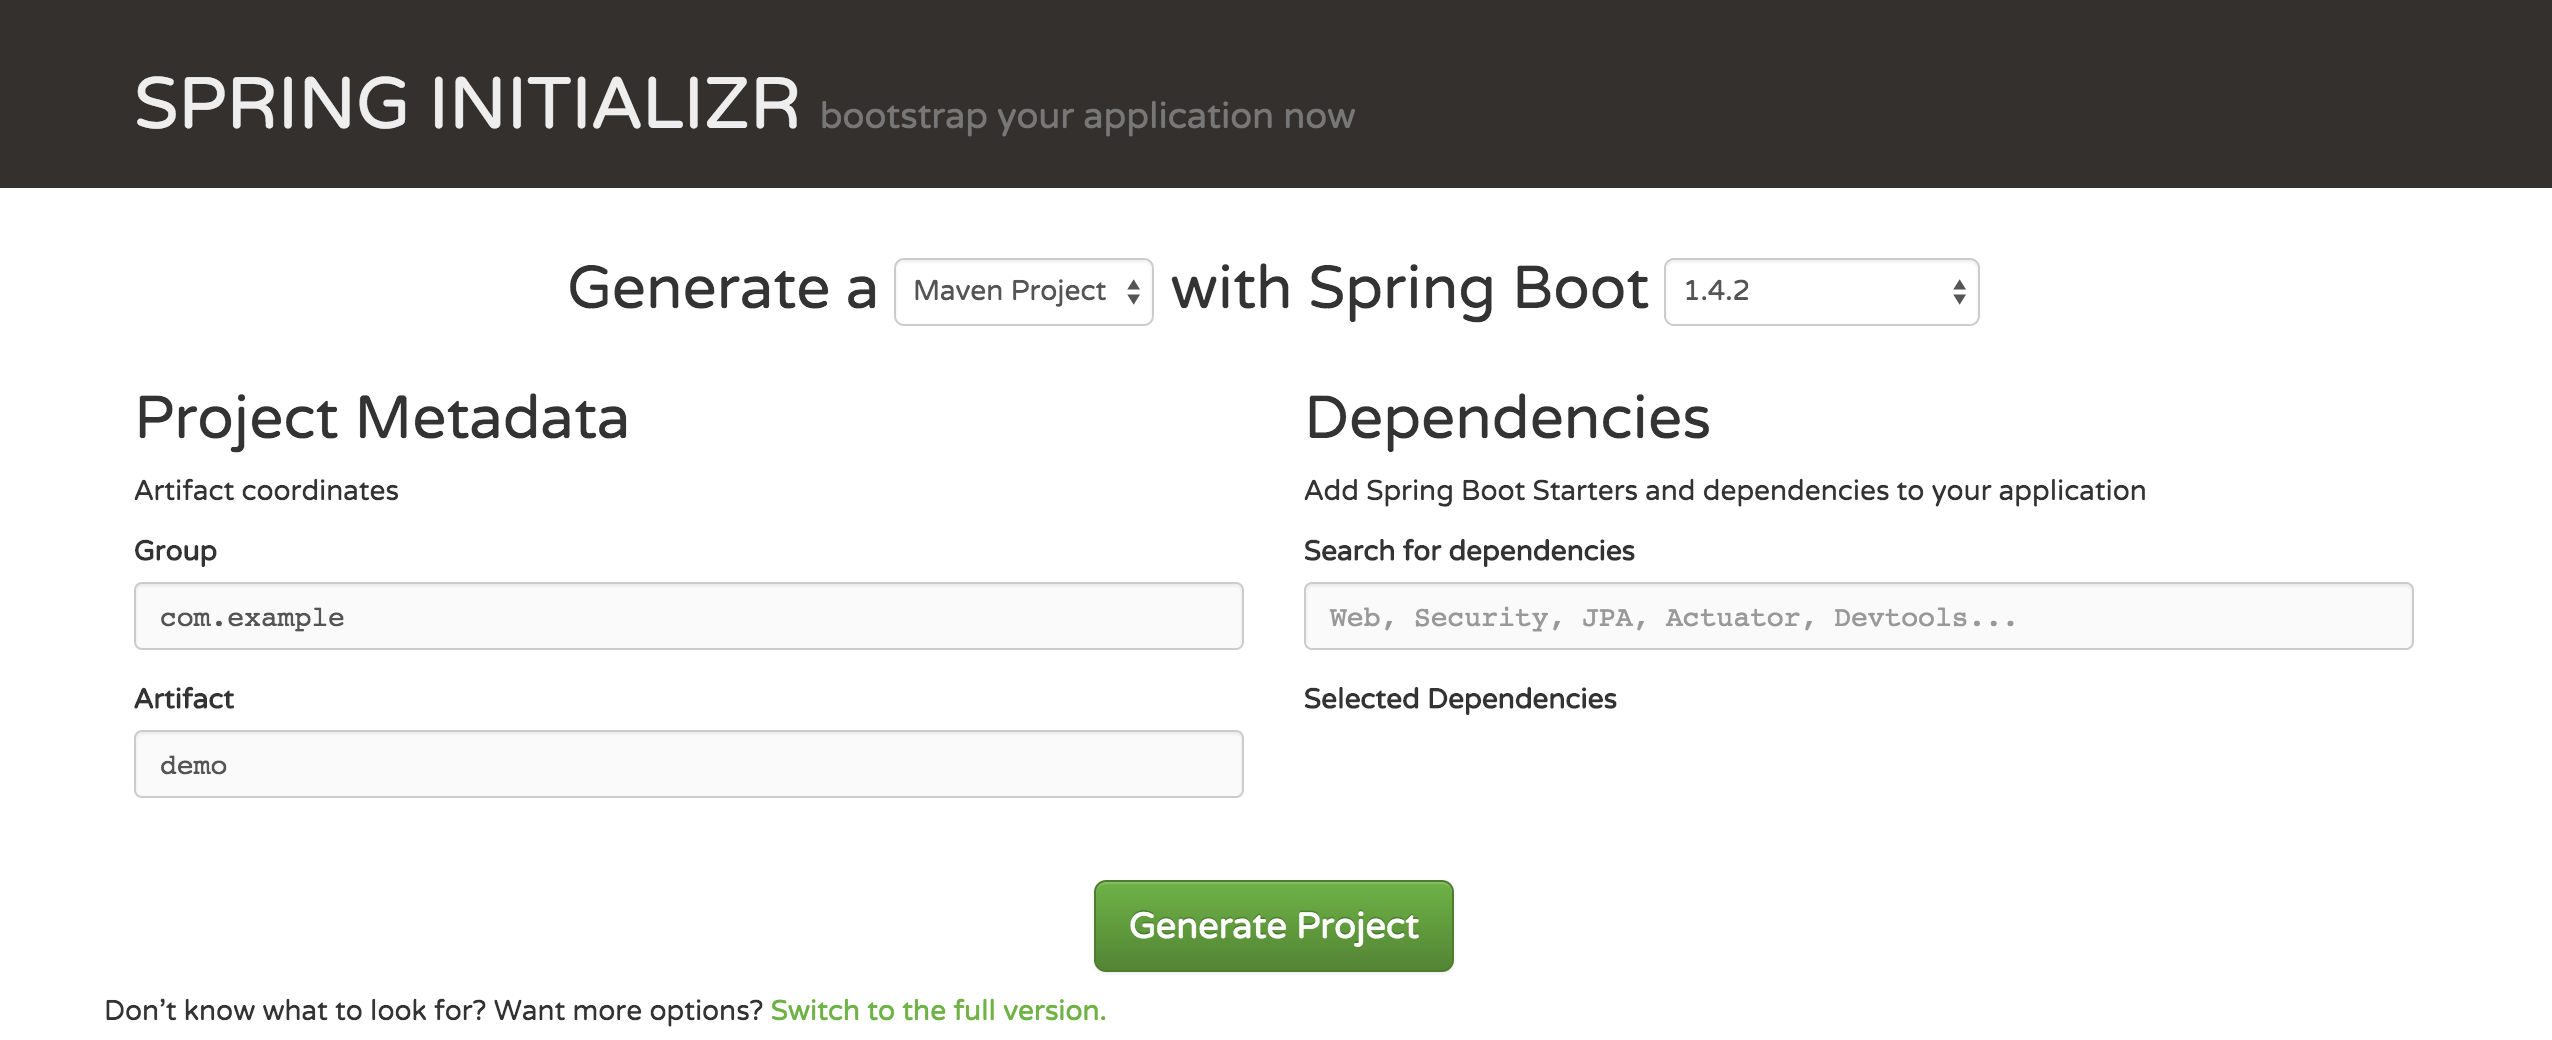 SPRING INITIALIZR bootstrap your application now
Generate a Maven Project with Spring Boot 1.4.2
Project Metadata
Artifact coordinates
Group
com.example
Artifact
demo
Dependencies
Add Spring Boot Starters and dependencies to your application
Search for dependencies
Web, Security, JPA, Actuator, Devtools...
Selected Dependencies
Generate Project
Don’t know what to look for? Want more options? Switch to the full version.